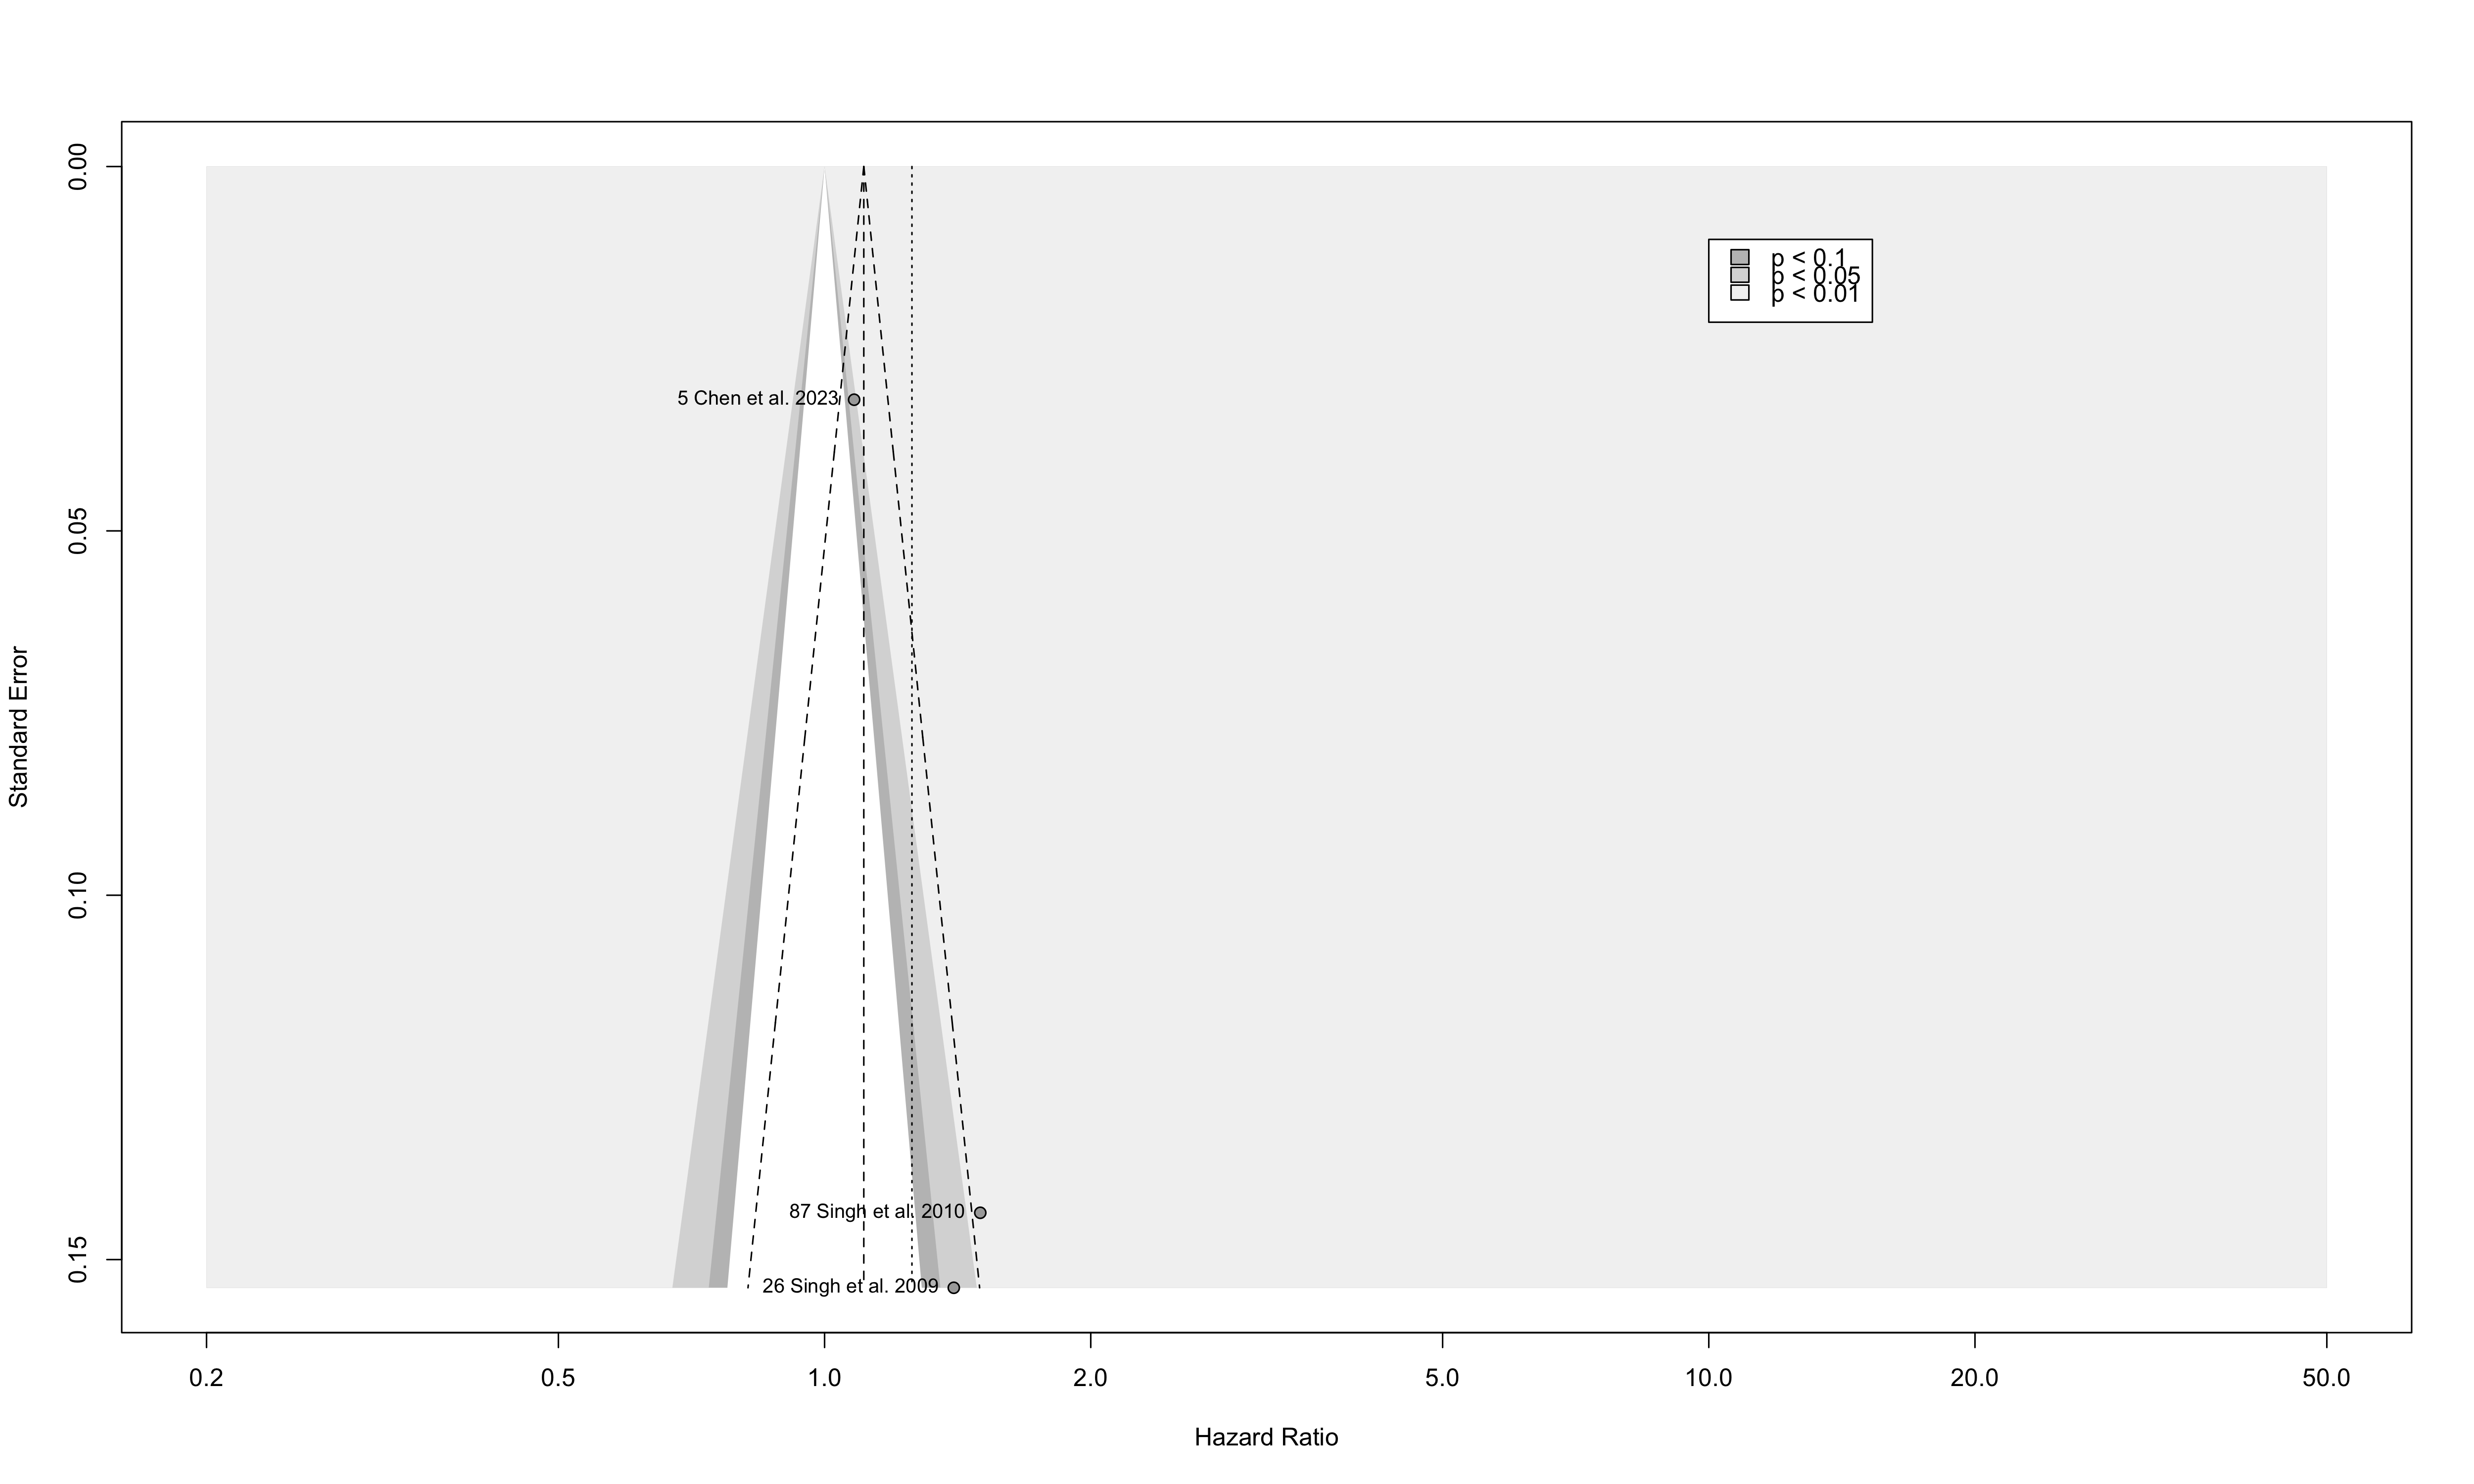 0.00
p < 0.1
p < 0.05
p < 0.01
5 Chen et al. 2023
0.05
Standard Error
0.10
87 Singh et al. 2010
0.15
26 Singh et al. 2009
0.2 0.5 1.0 2.0 5.0 10.0 20.0 50.0
Hazard Ratio